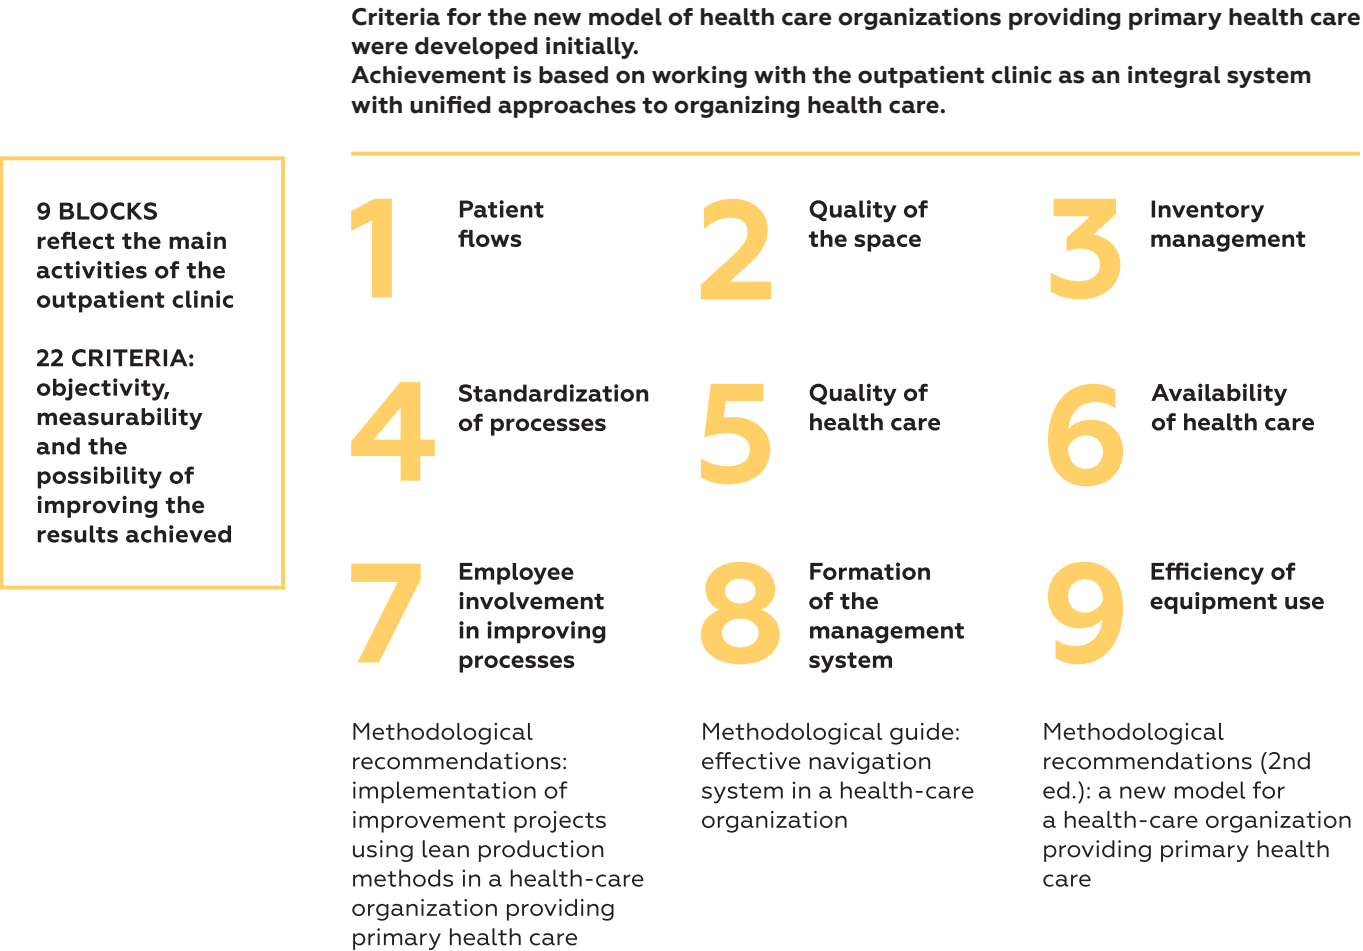 Criteria for the new model of health care organizations providing primary health care
were developed initially.
Achievement is based on working with the outpatient clinic as an integral system
with unified approaches to organizing health care.
9 BLOCKS
reflect the main
activities of the
outpatient clinic
22 CRITERIA:
objectivity,
measurability
and the
possibility of
improving the
results achieved
1
Patient
flows
2
Quality of
the space
3
Inventory
management
4
Standardization
of processes
5
Quality of
health care
6
Availability
of health care
7
Employee
involvement
in improving
processes
8
Formation
of the
management
system
9
Efficiency of
equipment use
Methodological
recommendations:
implementation of
improvement projects
using lean production
methods in a health-care
organization providing
primary health care
Methodological guide:
effective navigation
system in a health-care
organization
Methodological
recommendations (2nd
ed.): a new model for
a health-care organization
providing primary health
care